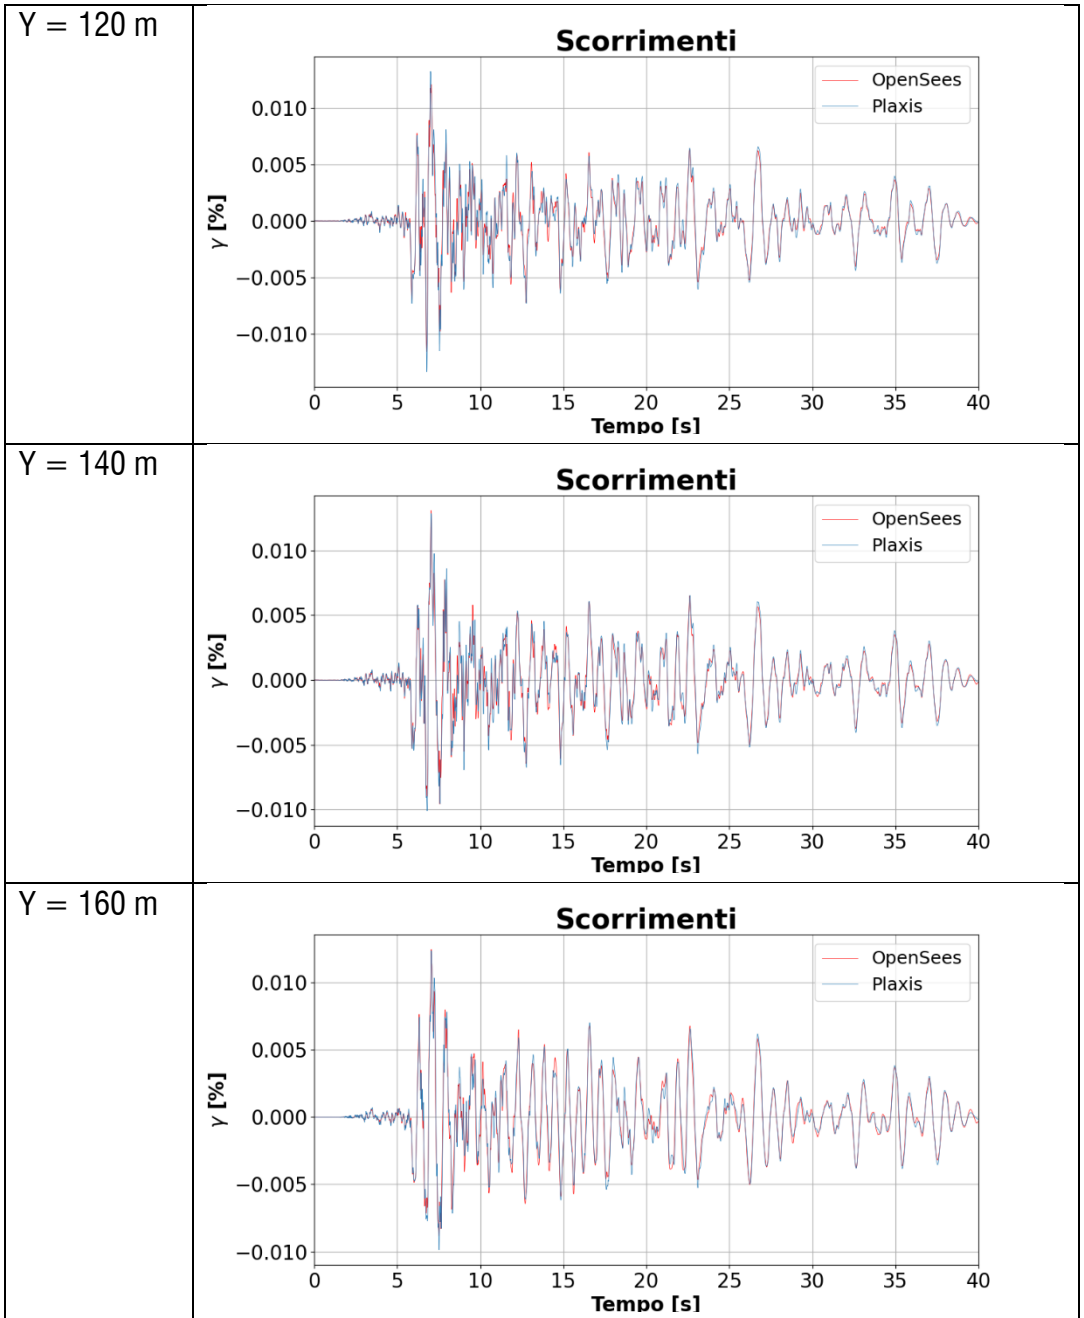 Y = 120 m
Scorrimenti
OpenSees
Plaxis
0.010
0.005
0.000
−0.005
−0.010
γ [%]
0 5 10 15 20 25 30 35 40
Tempo [s]
Y = 140 m
Scorrimenti
OpenSees
Plaxis
0.010
0.005
0.000
−0.005
−0.010
γ [%]
0 5 10 15 20 25 30 35 40
Tempo [s]
Y = 160 m
Scorrimenti
OpenSees
Plaxis
0.010
0.005
0.000
−0.005
−0.010
γ [%]
0 5 10 15 20 25 30 35 40
Tempo [s]